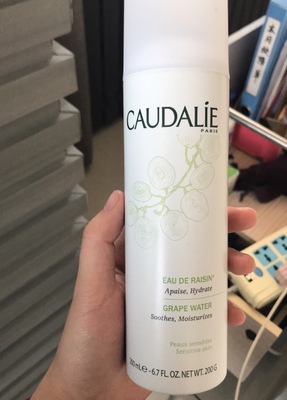 CAUDALÍE
PARIS
EAU DE RAISIN*
Apaise, Hydrate
GRAPE WATER
Soothes, Moisturizes
Peaux sensibles
Sensitive skin
200 mL e - 6.7 FL. OZ. NET WT. 200 G